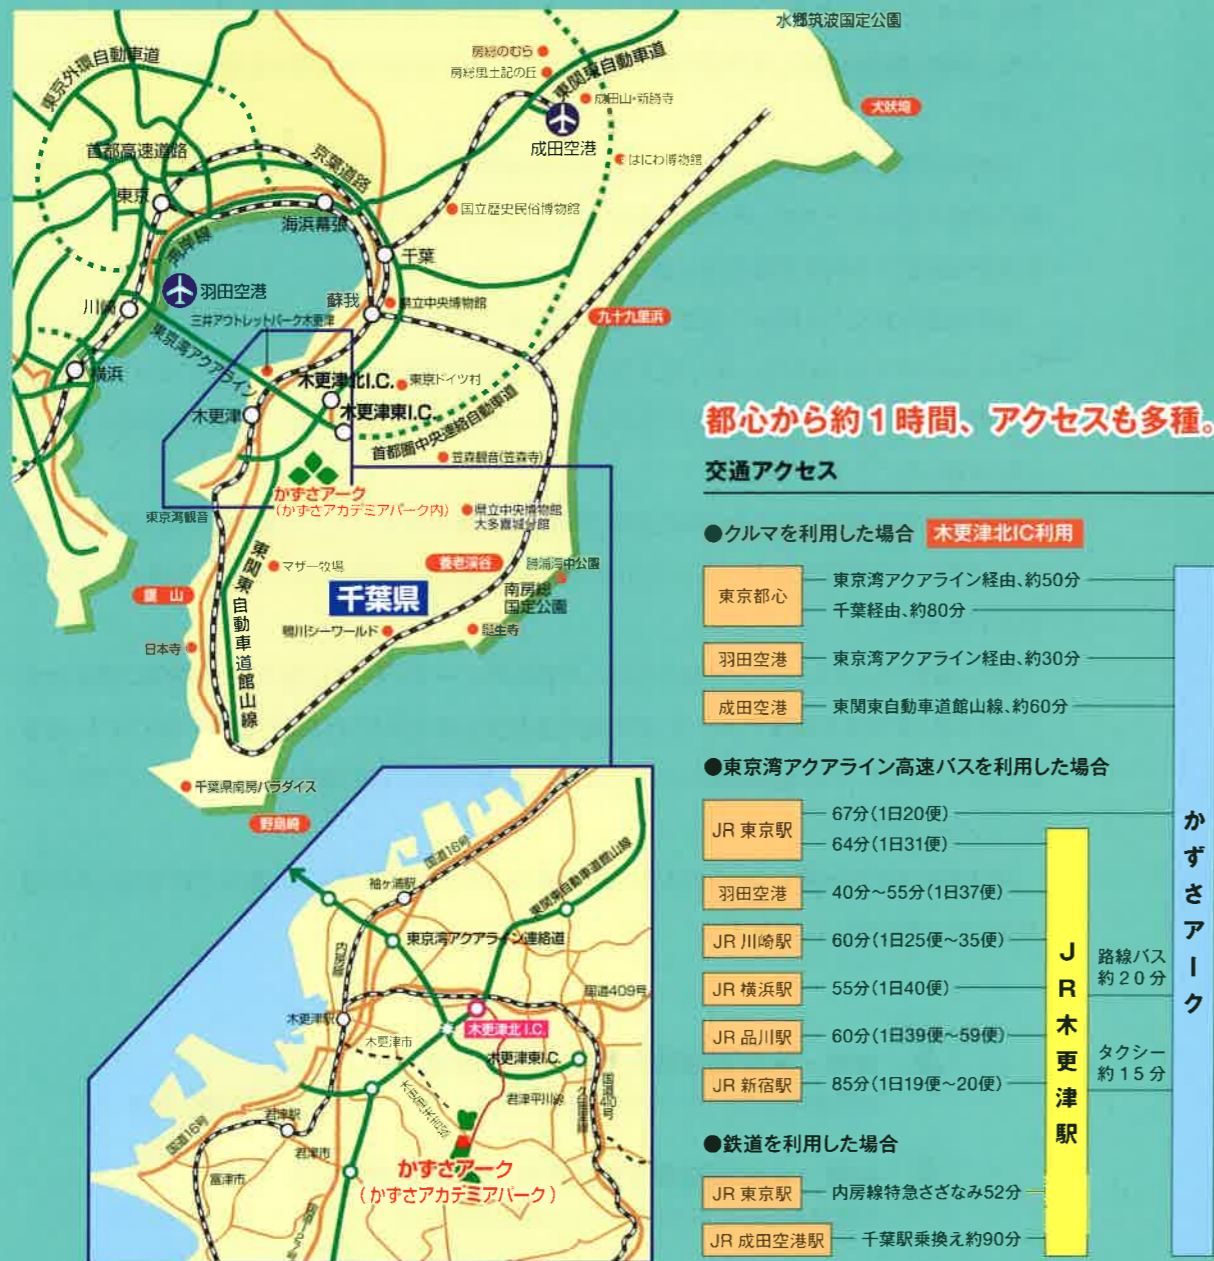 水郷筑波国定公園
房総のむら
房総風土記の丘
東関東自動車道
成田山・新勝寺
犬吠埼
東京外環自動車道
成田空港
はにわ博物館
首都高速道路
京葉道路
東京
海浜幕張
国立歴史民俗博物館
湾岸線
千葉
羽田空港
蘇我
県立中央博物館
川崎
三井アウトレットパーク木更津
九十九里浜
東京湾アクアライン
横浜
木更津北I.C.
東京ドイツ村
木更津
木更津東I.C.
首都圏中央連絡自動車道
笠森観音(笠森寺)
かずさアーク
(かずさアカデミアパーク内)
東京湾観音
県立中央博物館
大多喜城分館
東関東自動車道館山線
マザー牧場
養老渓谷
勝浦海中公園
南房総
国定公園
千葉県
鴨川シーワールド
誕生寺
日本寺
千葉県南房パラダイス
野島崎
国道16号
袖ヶ浦駅
東関東自動車道館山線
東京湾アクアライン連絡道
内房線
国道409号
木更津駅
木更津北I.C.
木更津市
木更津東I.C.
君津平川線
久留里線
君津駅
国道16号
君津市
富津市
かずさアーク
(かずさアカデミアパーク)
都心から約1時間、アクセスも多種。
交通アクセス
●クルマを利用した場合 木更津北IC利用
東京都心
東京湾アクアライン経由、約50分
千葉経由、約80分
羽田空港 東京湾アクアライン経由、約30分
成田空港 東関東自動車道館山線、約60分
●東京湾アクアライン高速バスを利用した場合
JR 東京駅
67分(1日20便)
64分(1日31便)
羽田空港 40分〜55分(1日37便)
JR 川崎駅 60分(1日25便〜35便)
JR 横浜駅 55分(1日40便)
JR 品川駅 60分(1日39便〜59便)
JR 新宿駅 85分(1日19便〜20便)
●鉄道を利用した場合
JR 東京駅 内房線特急さざなみ52分
JR 成田空港駅 千葉駅乗換え約90分
JR木更津駅
路線バス
約20分
タクシー
約15分
かずさアーク